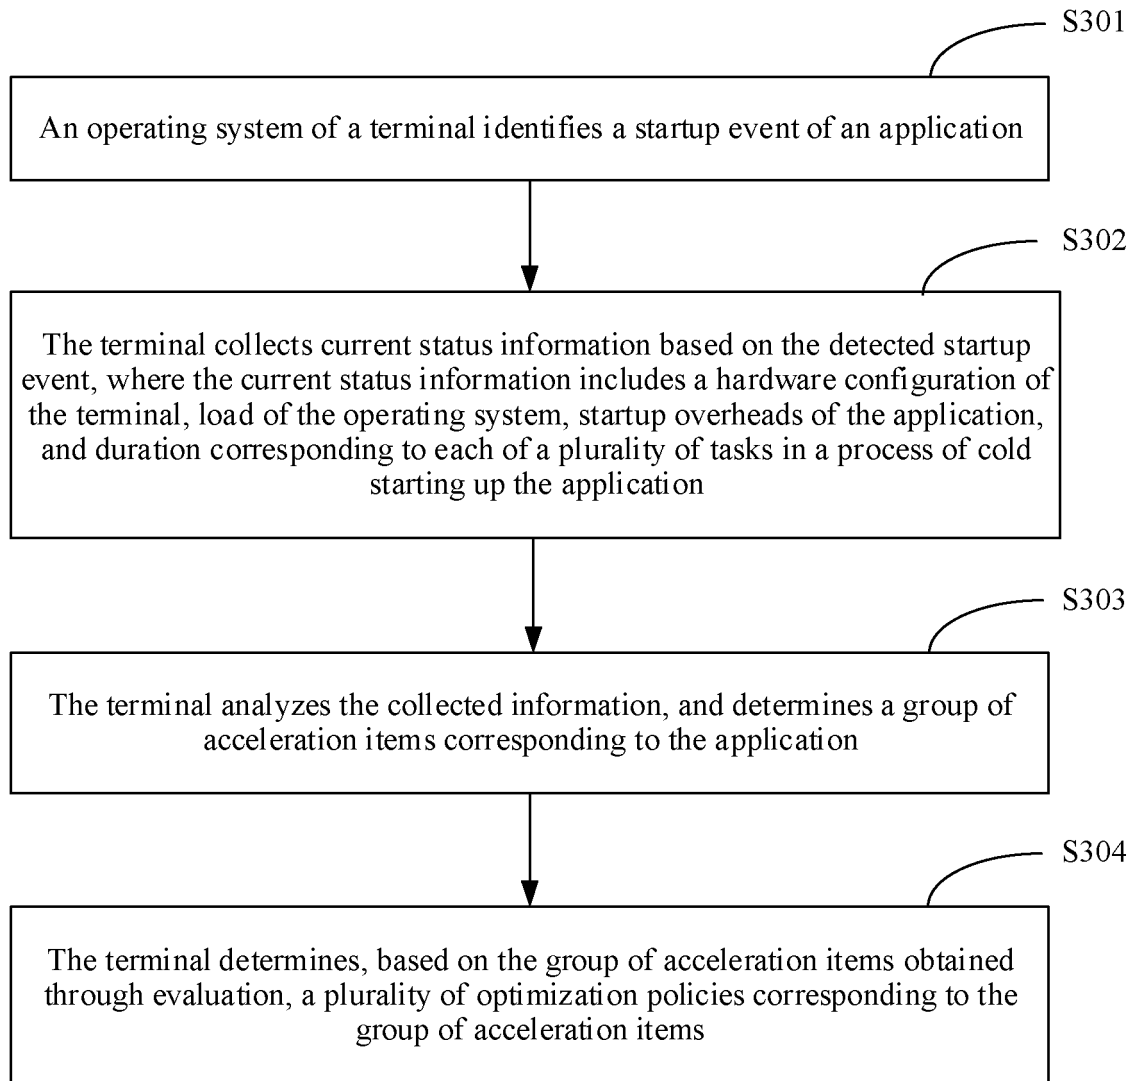 S301
An operating system of a terminal identifies a startup event of an application
S302
The terminal collects current status information based on the detected startup
event, where the current status information includes a hardware configuration of
the terminal, load of the operating system, startup overheads of the application,
and duration corresponding to each of a plurality of tasks in a process of cold
starting up the application
S303
The terminal analyzes the collected information, and determines a group of
acceleration items corresponding to the application
S304
The terminal determines, based on the group of acceleration items obtained
through evaluation, a plurality of optimization policies corresponding to the
group of acceleration items